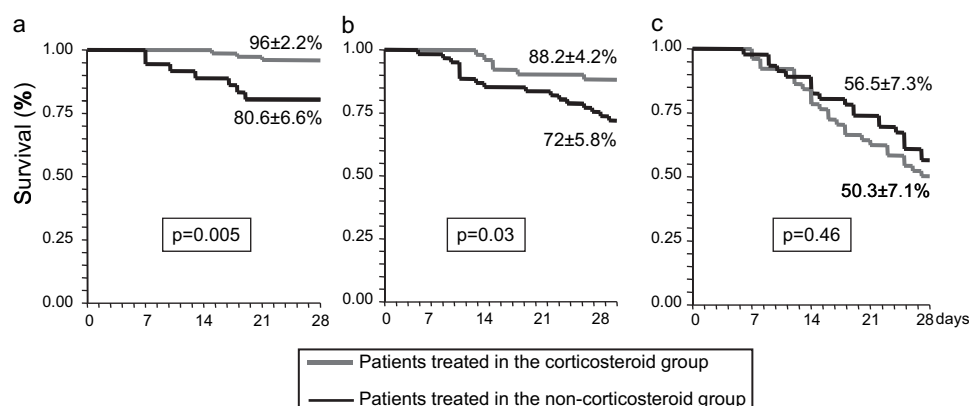 a
b
c
Survival (%)
1.00
0.75
0.50
0.25
0.00
96±2.2%
80.6±6.6%
p=0.005
0 7 14 21 28
1.00
0.75
0.50
0.25
0.00
88.2±4.2%
72±5.8%
p=0.03
0 7 14 21 28
1.00
0.75
0.50
0.25
0.00
56.5±7.3%
50.3±7.1%
p=0.46
0 7 14 21 28 days
Patients treated in the corticosteroid group
Patients treated in the non-corticosteroid group